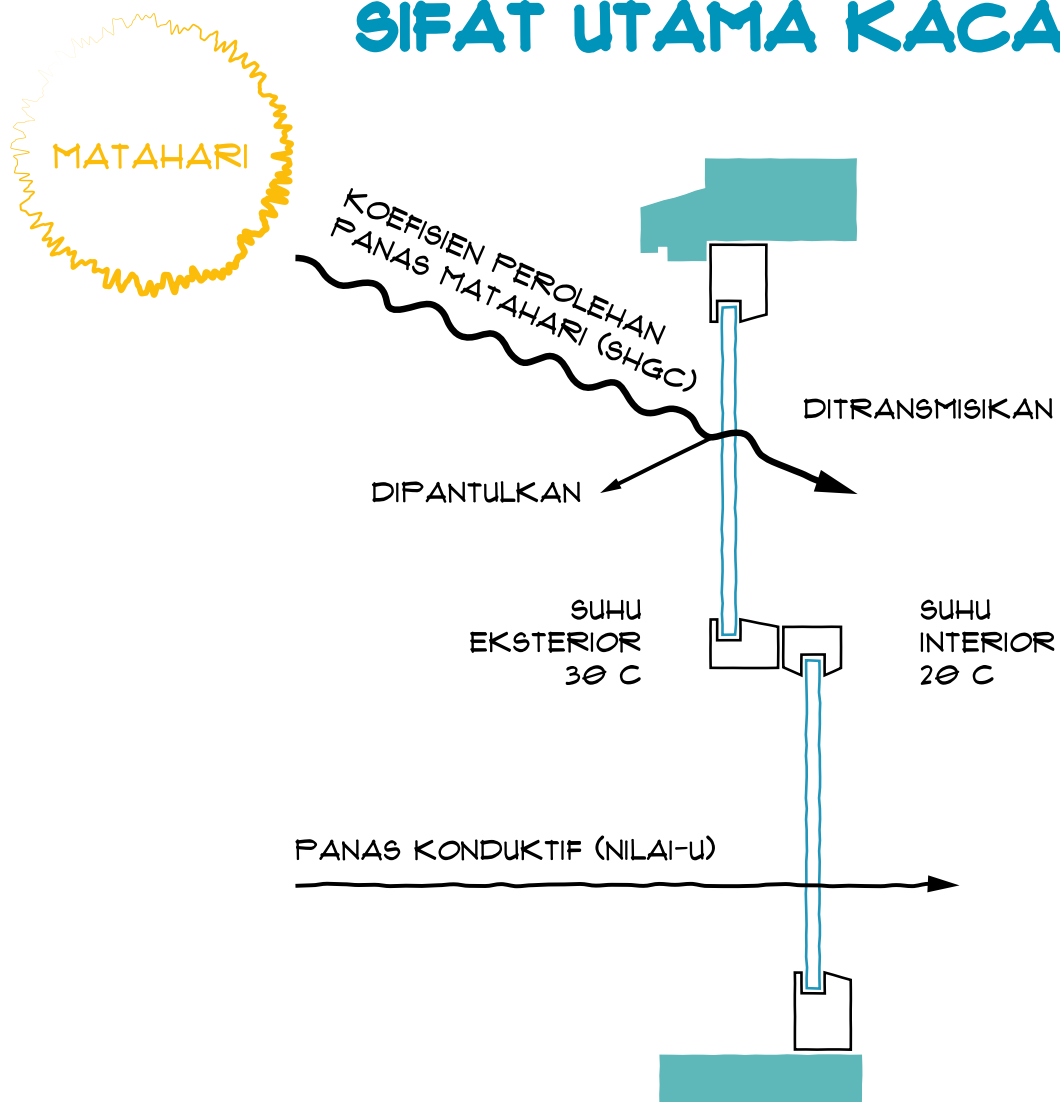 SIFAT UTAMA KACA
MATAHARI
KOEFISIEN PEROLEHAN
PANAS MATAHARI (SHGC)
DITRANSMISIKAN
DIPANTULKAN
SUHU
EKSTERIOR
30 C
SUHU
INTERIOR
20 C
PANAS KONDUKTIF (NILAI-U)